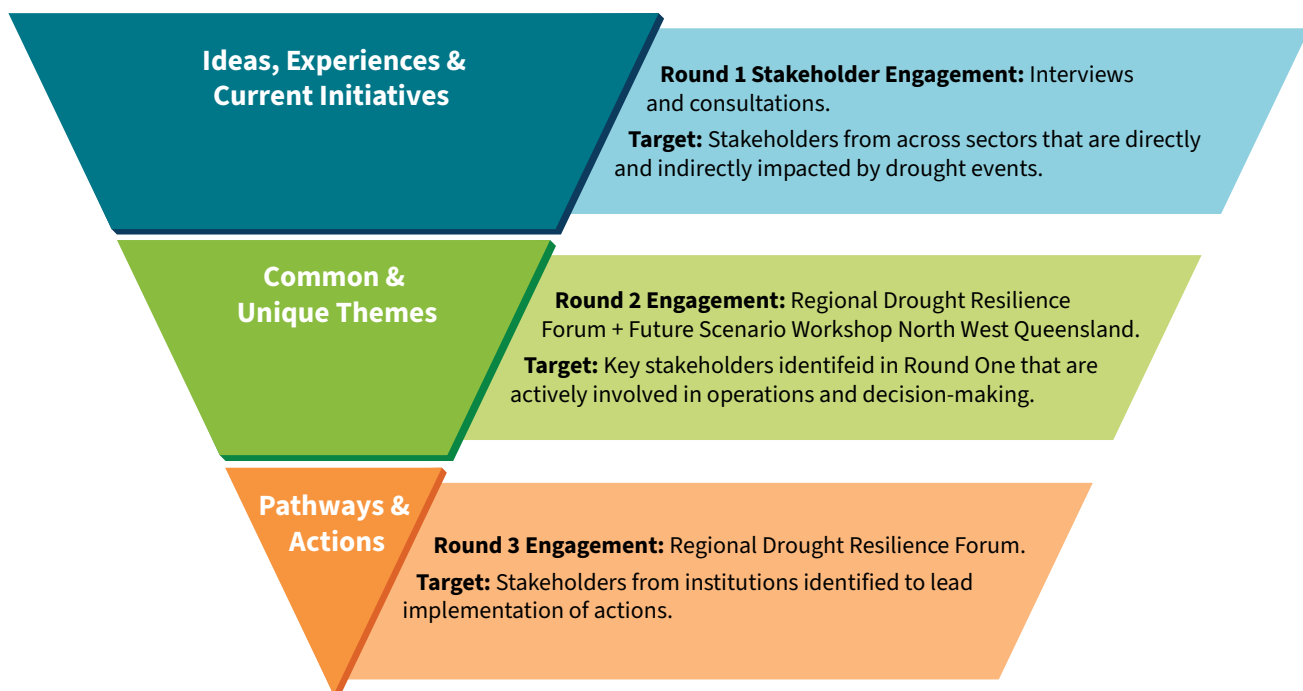 Ideas, Experiences &
Current Initiatives
Round 1 Stakeholder Engagement: Interviews
and consultations.
Target: Stakeholders from across sectors that are directly
and indirectly impacted by drought events.
Common &
Unique Themes
Round 2 Engagement: Regional Drought Resilience
Forum + Future Scenario Workshop North West Queensland.
Target: Key stakeholders identifeid in Round One that are
actively involved in operations and decision-making.
Pathways &
Actions
Round 3 Engagement: Regional Drought Resilience Forum.
Target: Stakeholders from institutions identified to lead
implementation of actions.